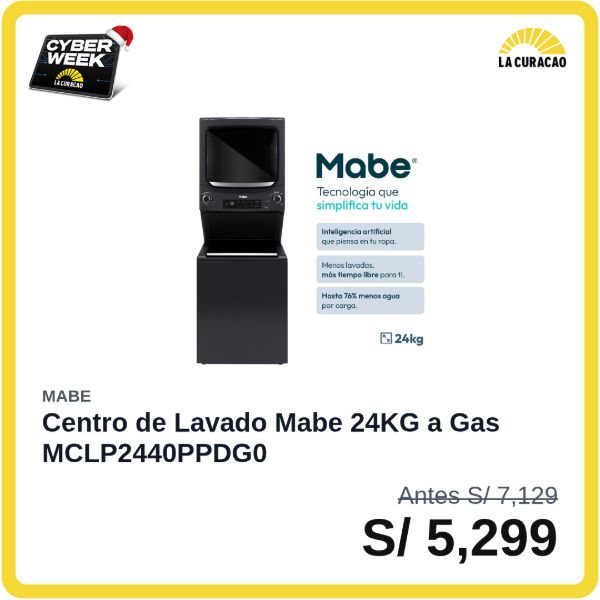 CYBER
WEEK
LA CURACAO
LA CURACAO
Mabe®
Tecnología que
simplifica tu vida
Inteligencia artificial
que piensa en tu ropa.
Menos lavadas,
más tiempo libre para ti.
Hasta 76% menos agua
por carga.
24kg
MABE
Centro de Lavado Mabe 24KG a Gas
MCLP2440PPDG0
Antes S/ 7,129
S/ 5,299